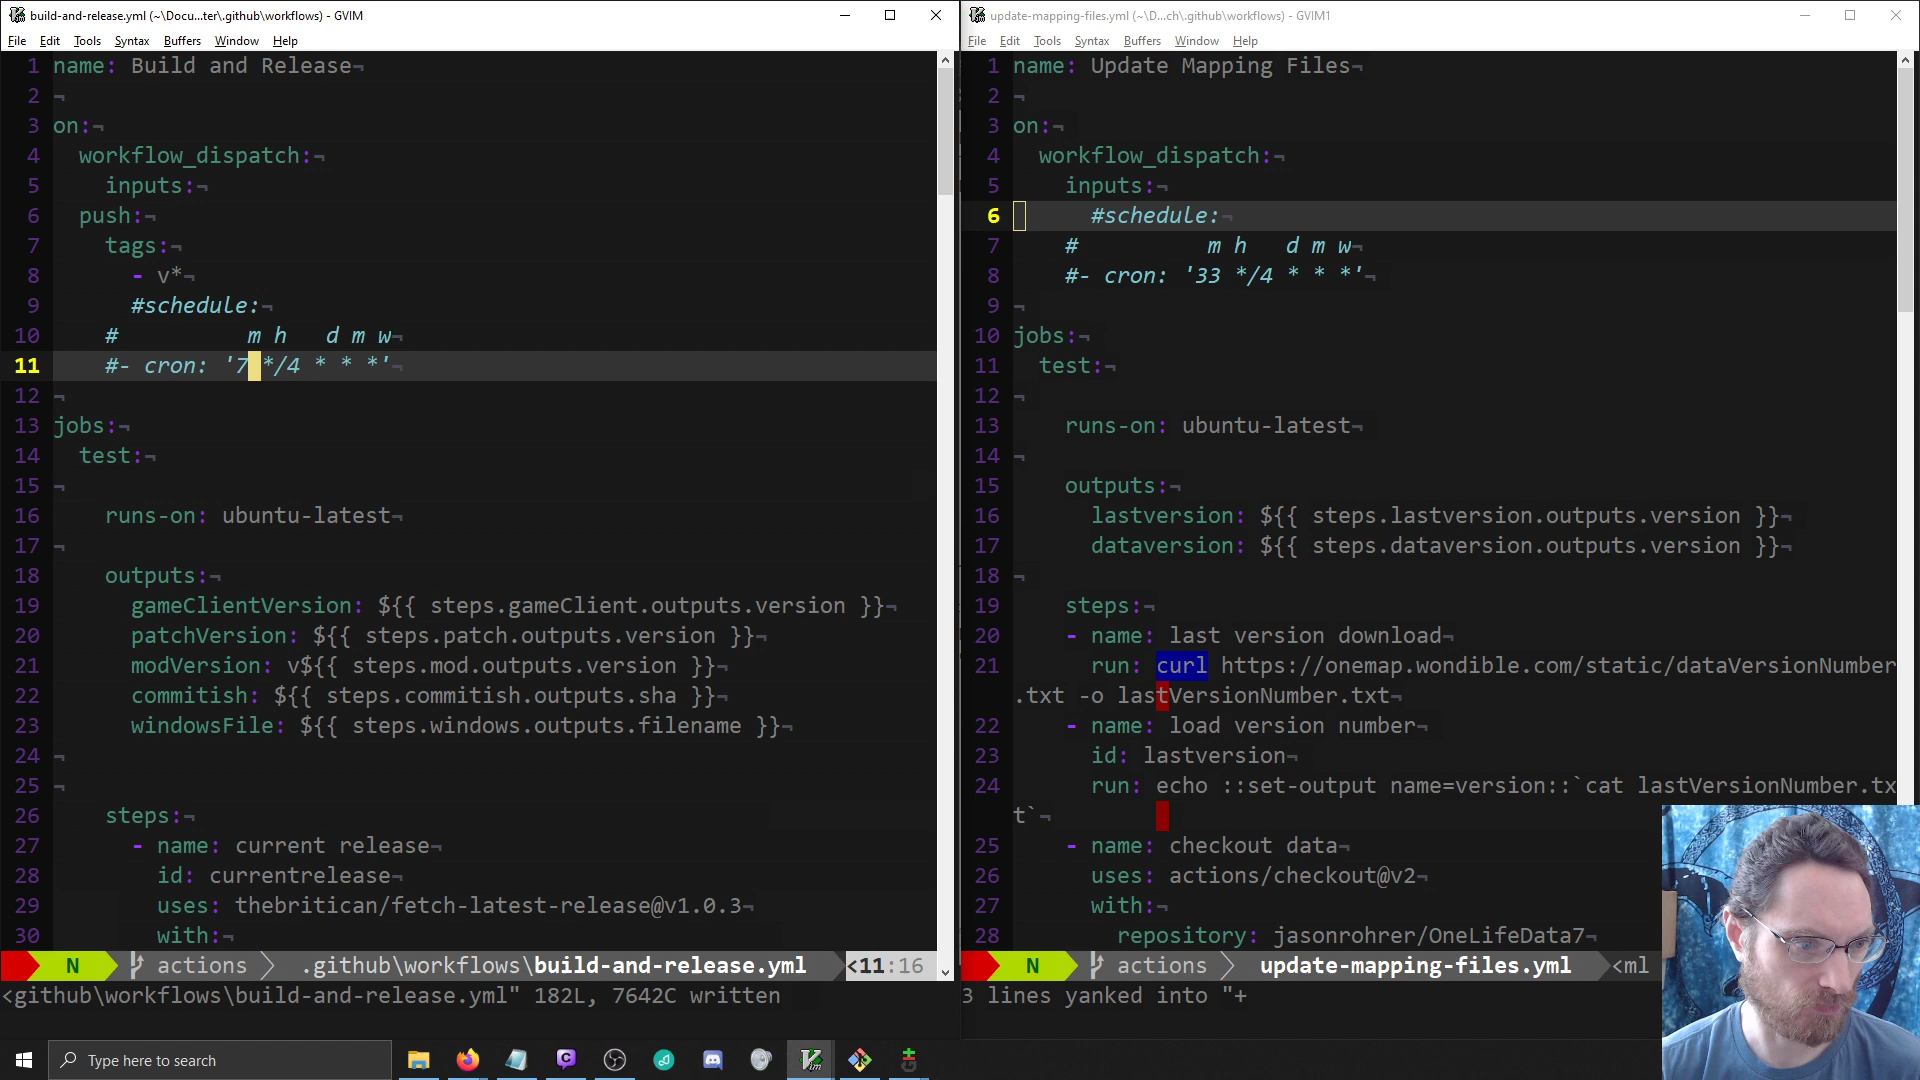 build-and-release.yml (~\Docu...ter\.github\workflows) - GVIM
File Edit Tools Syntax Buffers Window Help
1 name: Build and Release¬
2 ¬
3 on:¬
4 workflow_dispatch:¬
5 inputs:¬
6 push:¬
7 tags:¬
8 - v*¬
9 #schedule:¬
10 # m h d m w¬
11 #- cron: '7 */4 * * *'¬
12 ¬
13 jobs:¬
14 test:¬
15 ¬
16 runs-on: ubuntu-latest¬
17 ¬
18 outputs:¬
19 gameClientVersion: ${{ steps.gameClient.outputs.version }}¬
20 patchVersion: ${{ steps.patch.outputs.version }}¬
21 modVersion: v${{ steps.mod.outputs.version }}¬
22 commitish: ${{ steps.commitish.outputs.sha }}¬
23 windowsFile: ${{ steps.windows.outputs.filename }}¬
24 ¬
25 ¬
26 steps:¬
27 - name: current release¬
28 id: currentrelease¬
29 uses: thebritican/fetch-latest-release@v1.0.3¬
30 with:¬
N actions .github\workflows\build-and-release.yml <11:16
<github\workflows\build-and-release.yml" 182L, 7642C written
update-mapping-files.yml (~\D...ch\.github\workflows) - GVIM1
File Edit Tools Syntax Buffers Window Help
1 name: Update Mapping Files¬
2 ¬
3 on:¬
4 workflow_dispatch:¬
5 inputs:¬
6 #schedule:¬
7 # m h d m w¬
8 #- cron: '33 */4 * * *'¬
9 ¬
10 jobs:¬
11 test:¬
12 ¬
13 runs-on: ubuntu-latest¬
14 ¬
15 outputs:¬
16 lastversion: ${{ steps.lastversion.outputs.version }}¬
17 dataversion: ${{ steps.dataversion.outputs.version }}¬
18 ¬
19 steps:¬
20 - name: last version download¬
21 run: curl https://onemap.wondible.com/static/dataVersionNumber
.txt -o lastVersionNumber.txt¬
22 - name: load version number¬
23 id: lastversion¬
24 run: echo ::set-output name=version::`cat lastVersionNumber.tx
t`¬
25 - name: checkout data¬
26 uses: actions/checkout@v2¬
27 with:¬
28 repository: jasonrohrer/OneLifeData7¬
N actions update-mapping-files.yml <ml
3 lines yanked into "+
Type here to search